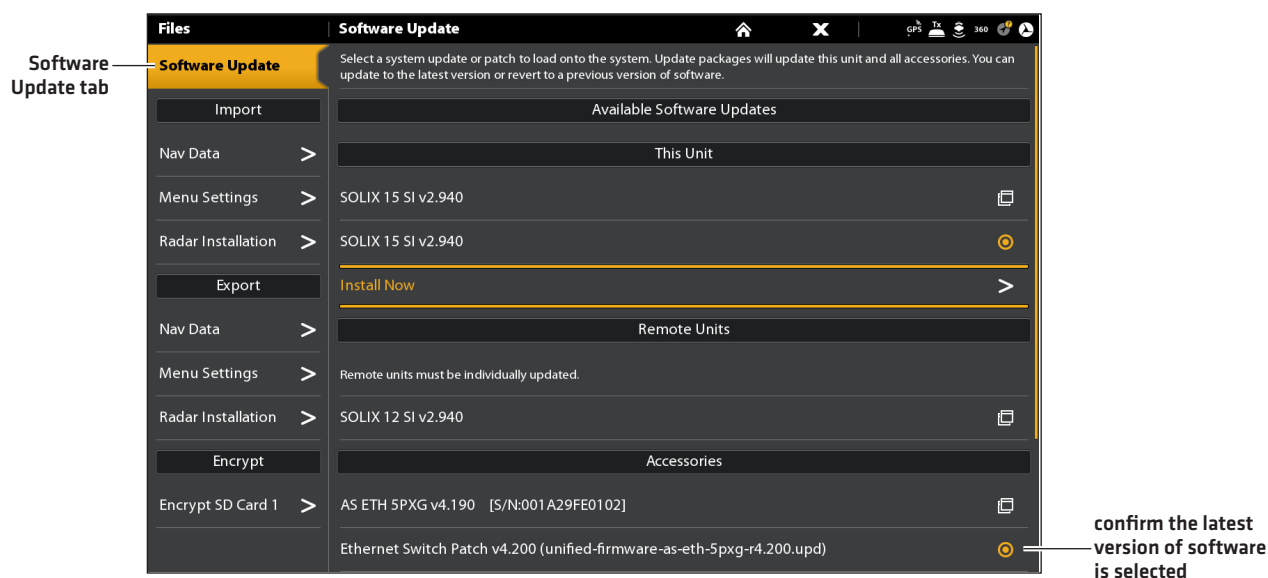 Files
Software Update
GPS
Tx
360
Software
Update tab
Software Update
Select a system update or patch to load onto the system. Update packages will update this unit and all accessories. You can
update to the latest version or revert to a previous version of software.
Import
Available Software Updates
Nav Data
This Unit
Menu Settings
SOLIX 15 SI v2.940
Radar Installation
SOLIX 15 SI v2.940
Export
Install Now
Nav Data
Remote Units
Menu Settings
Remote units must be individually updated.
Radar Installation
SOLIX 12 SI v2.940
Encrypt
Accessories
Encrypt SD Card 1
AS ETH 5PXG v4.190 [S/N:001A29FE0102]
Ethernet Switch Patch v4.200 (unified-firmware-as-eth-5pxg-r4.200.upd)
confirm the latest
version of software
is selected